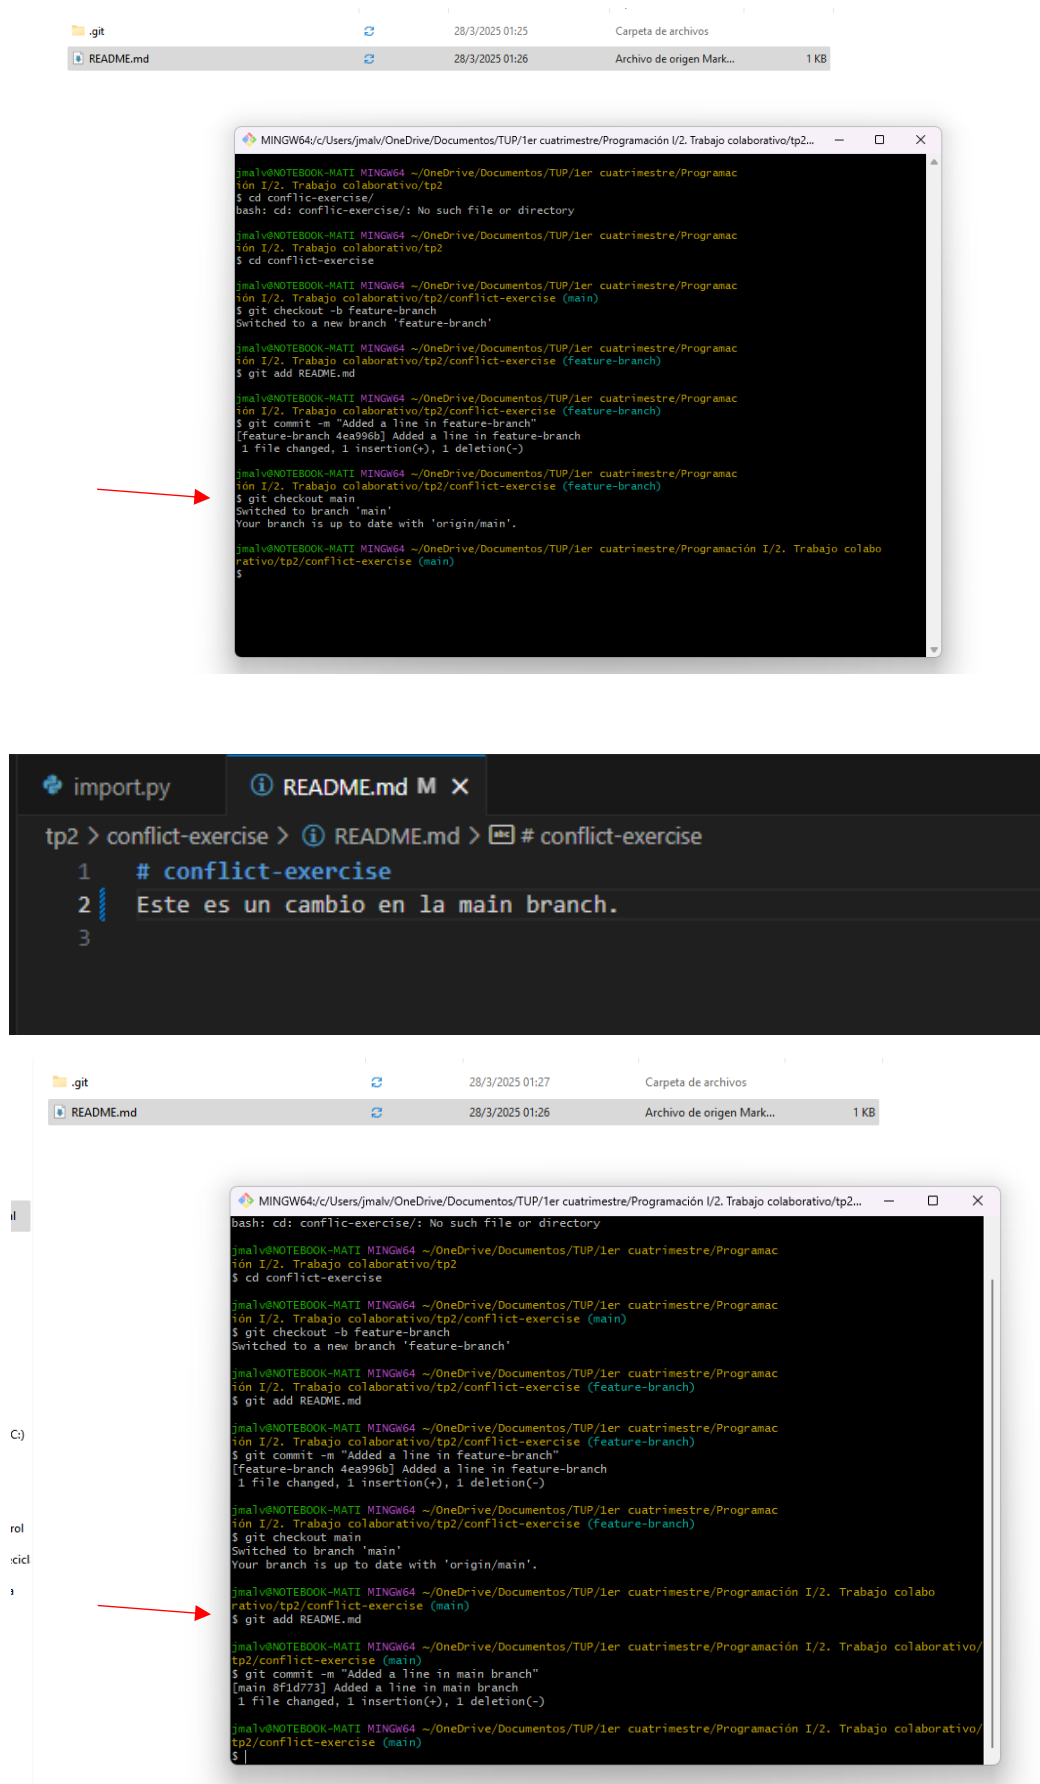 .git 28/3/2025 01:25 Carpeta de archivos
README.md 28/3/2025 01:26 Archivo de origen Mark... 1 KB
MINGW64:/c/Users/jmalv/OneDrive/Documentos/TUP/1er cuatrimestre/Programación I/2. Trabajo colaborativo/tp2...
jmalv@NOTEBOOK-MATI MINGW64 ~/OneDrive/Documentos/TUP/1er cuatrimestre/Programac
ión I/2. Trabajo colaborativo/tp2
$ cd conflic-exercise/
bash: cd: conflic-exercise/: No such file or directory
jmalv@NOTEBOOK-MATI MINGW64 ~/OneDrive/Documentos/TUP/1er cuatrimestre/Programac
ión I/2. Trabajo colaborativo/tp2
$ cd conflict-exercise
jmalv@NOTEBOOK-MATI MINGW64 ~/OneDrive/Documentos/TUP/1er cuatrimestre/Programac
ión I/2. Trabajo colaborativo/tp2/conflict-exercise (main)
$ git checkout -b feature-branch
Switched to a new branch 'feature-branch'
jmalv@NOTEBOOK-MATI MINGW64 ~/OneDrive/Documentos/TUP/1er cuatrimestre/Programac
ión I/2. Trabajo colaborativo/tp2/conflict-exercise (feature-branch)
$ git add README.md
jmalv@NOTEBOOK-MATI MINGW64 ~/OneDrive/Documentos/TUP/1er cuatrimestre/Programac
ión I/2. Trabajo colaborativo/tp2/conflict-exercise (feature-branch)
$ git commit -m "Added a line in feature-branch"
[feature-branch 4ea996b] Added a line in feature-branch
1 file changed, 1 insertion(+), 1 deletion(-)
jmalv@NOTEBOOK-MATI MINGW64 ~/OneDrive/Documentos/TUP/1er cuatrimestre/Programac
ión I/2. Trabajo colaborativo/tp2/conflict-exercise (feature-branch)
$ git checkout main
Switched to branch 'main'
Your branch is up to date with 'origin/main'.
jmalv@NOTEBOOK-MATI MINGW64 ~/OneDrive/Documentos/TUP/1er cuatrimestre/Programación I/2. Trabajo colabo
rativo/tp2/conflict-exercise (main)
$
import.py README.md M
tp2 > conflict-exercise > README.md > # conflict-exercise
1 # conflict-exercise
2 Este es un cambio en la main branch.
3
.git 28/3/2025 01:27 Carpeta de archivos
README.md 28/3/2025 01:26 Archivo de origen Mark... 1 KB
MINGW64:/c/Users/jmalv/OneDrive/Documentos/TUP/1er cuatrimestre/Programación I/2. Trabajo colaborativo/tp2...
bash: cd: conflic-exercise/: No such file or directory
jmalv@NOTEBOOK-MATI MINGW64 ~/OneDrive/Documentos/TUP/1er cuatrimestre/Programac
ión I/2. Trabajo colaborativo/tp2
$ cd conflict-exercise
jmalv@NOTEBOOK-MATI MINGW64 ~/OneDrive/Documentos/TUP/1er cuatrimestre/Programac
ión I/2. Trabajo colaborativo/tp2/conflict-exercise (main)
$ git checkout -b feature-branch
Switched to a new branch 'feature-branch'
jmalv@NOTEBOOK-MATI MINGW64 ~/OneDrive/Documentos/TUP/1er cuatrimestre/Programac
ión I/2. Trabajo colaborativo/tp2/conflict-exercise (feature-branch)
$ git add README.md
C:)
jmalv@NOTEBOOK-MATI MINGW64 ~/OneDrive/Documentos/TUP/1er cuatrimestre/Programac
ión I/2. Trabajo colaborativo/tp2/conflict-exercise (feature-branch)
$ git commit -m "Added a line in feature-branch"
[feature-branch 4ea996b] Added a line in feature-branch
1 file changed, 1 insertion(+), 1 deletion(-)
jmalv@NOTEBOOK-MATI MINGW64 ~/OneDrive/Documentos/TUP/1er cuatrimestre/Programac
ión I/2. Trabajo colaborativo/tp2/conflict-exercise (feature-branch)
rol
$ git checkout main
Switched to branch 'main'
ecicl
Your branch is up to date with 'origin/main'.
jmalv@NOTEBOOK-MATI MINGW64 ~/OneDrive/Documentos/TUP/1er cuatrimestre/Programación I/2. Trabajo colabo
rativo/tp2/conflict-exercise (main)
$ git add README.md
jmalv@NOTEBOOK-MATI MINGW64 ~/OneDrive/Documentos/TUP/1er cuatrimestre/Programación I/2. Trabajo colaborativo/
tp2/conflict-exercise (main)
$ git commit -m "Added a line in main branch"
[main 8f1d773] Added a line in main branch
1 file changed, 1 insertion(+), 1 deletion(-)
jmalv@NOTEBOOK-MATI MINGW64 ~/OneDrive/Documentos/TUP/1er cuatrimestre/Programación I/2. Trabajo colaborativo/
tp2/conflict-exercise (main)
$